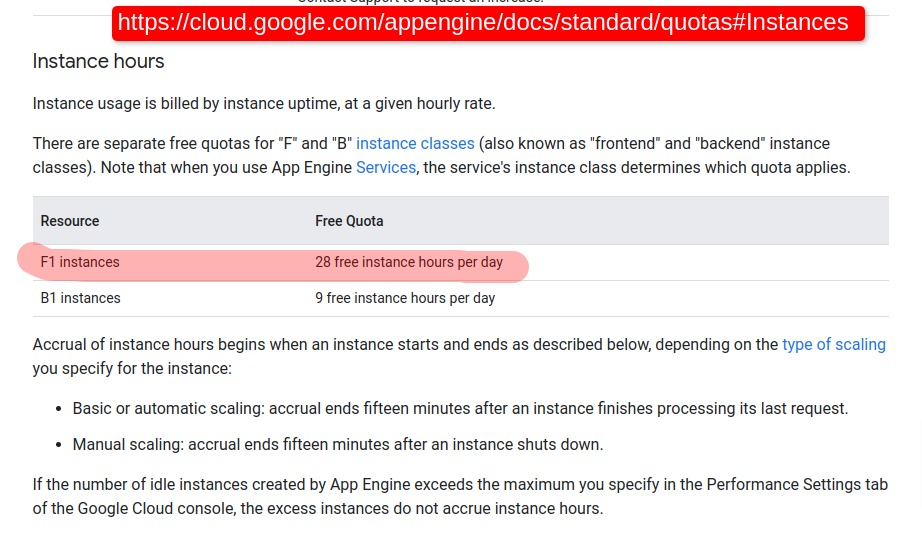 Contact Support to request an increase.
https://cloud.google.com/appengine/docs/standard/quotas#Instances
Instance hours
Instance usage is billed by instance uptime, at a given hourly rate.
There are separate free quotas for "F" and "B" instance classes (also known as "frontend" and "backend" instance
classes). Note that when you use App Engine Services, the service's instance class determines which quota applies.
Resource Free Quota
F1 instances 28 free instance hours per day
B1 instances 9 free instance hours per day
Accrual of instance hours begins when an instance starts and ends as described below, depending on the type of scaling
you specify for the instance:
• Basic or automatic scaling: accrual ends fifteen minutes after an instance finishes processing its last request.
• Manual scaling: accrual ends fifteen minutes after an instance shuts down.
If the number of idle instances created by App Engine exceeds the maximum you specify in the Performance Settings tab
of the Google Cloud console, the excess instances do not accrue instance hours.